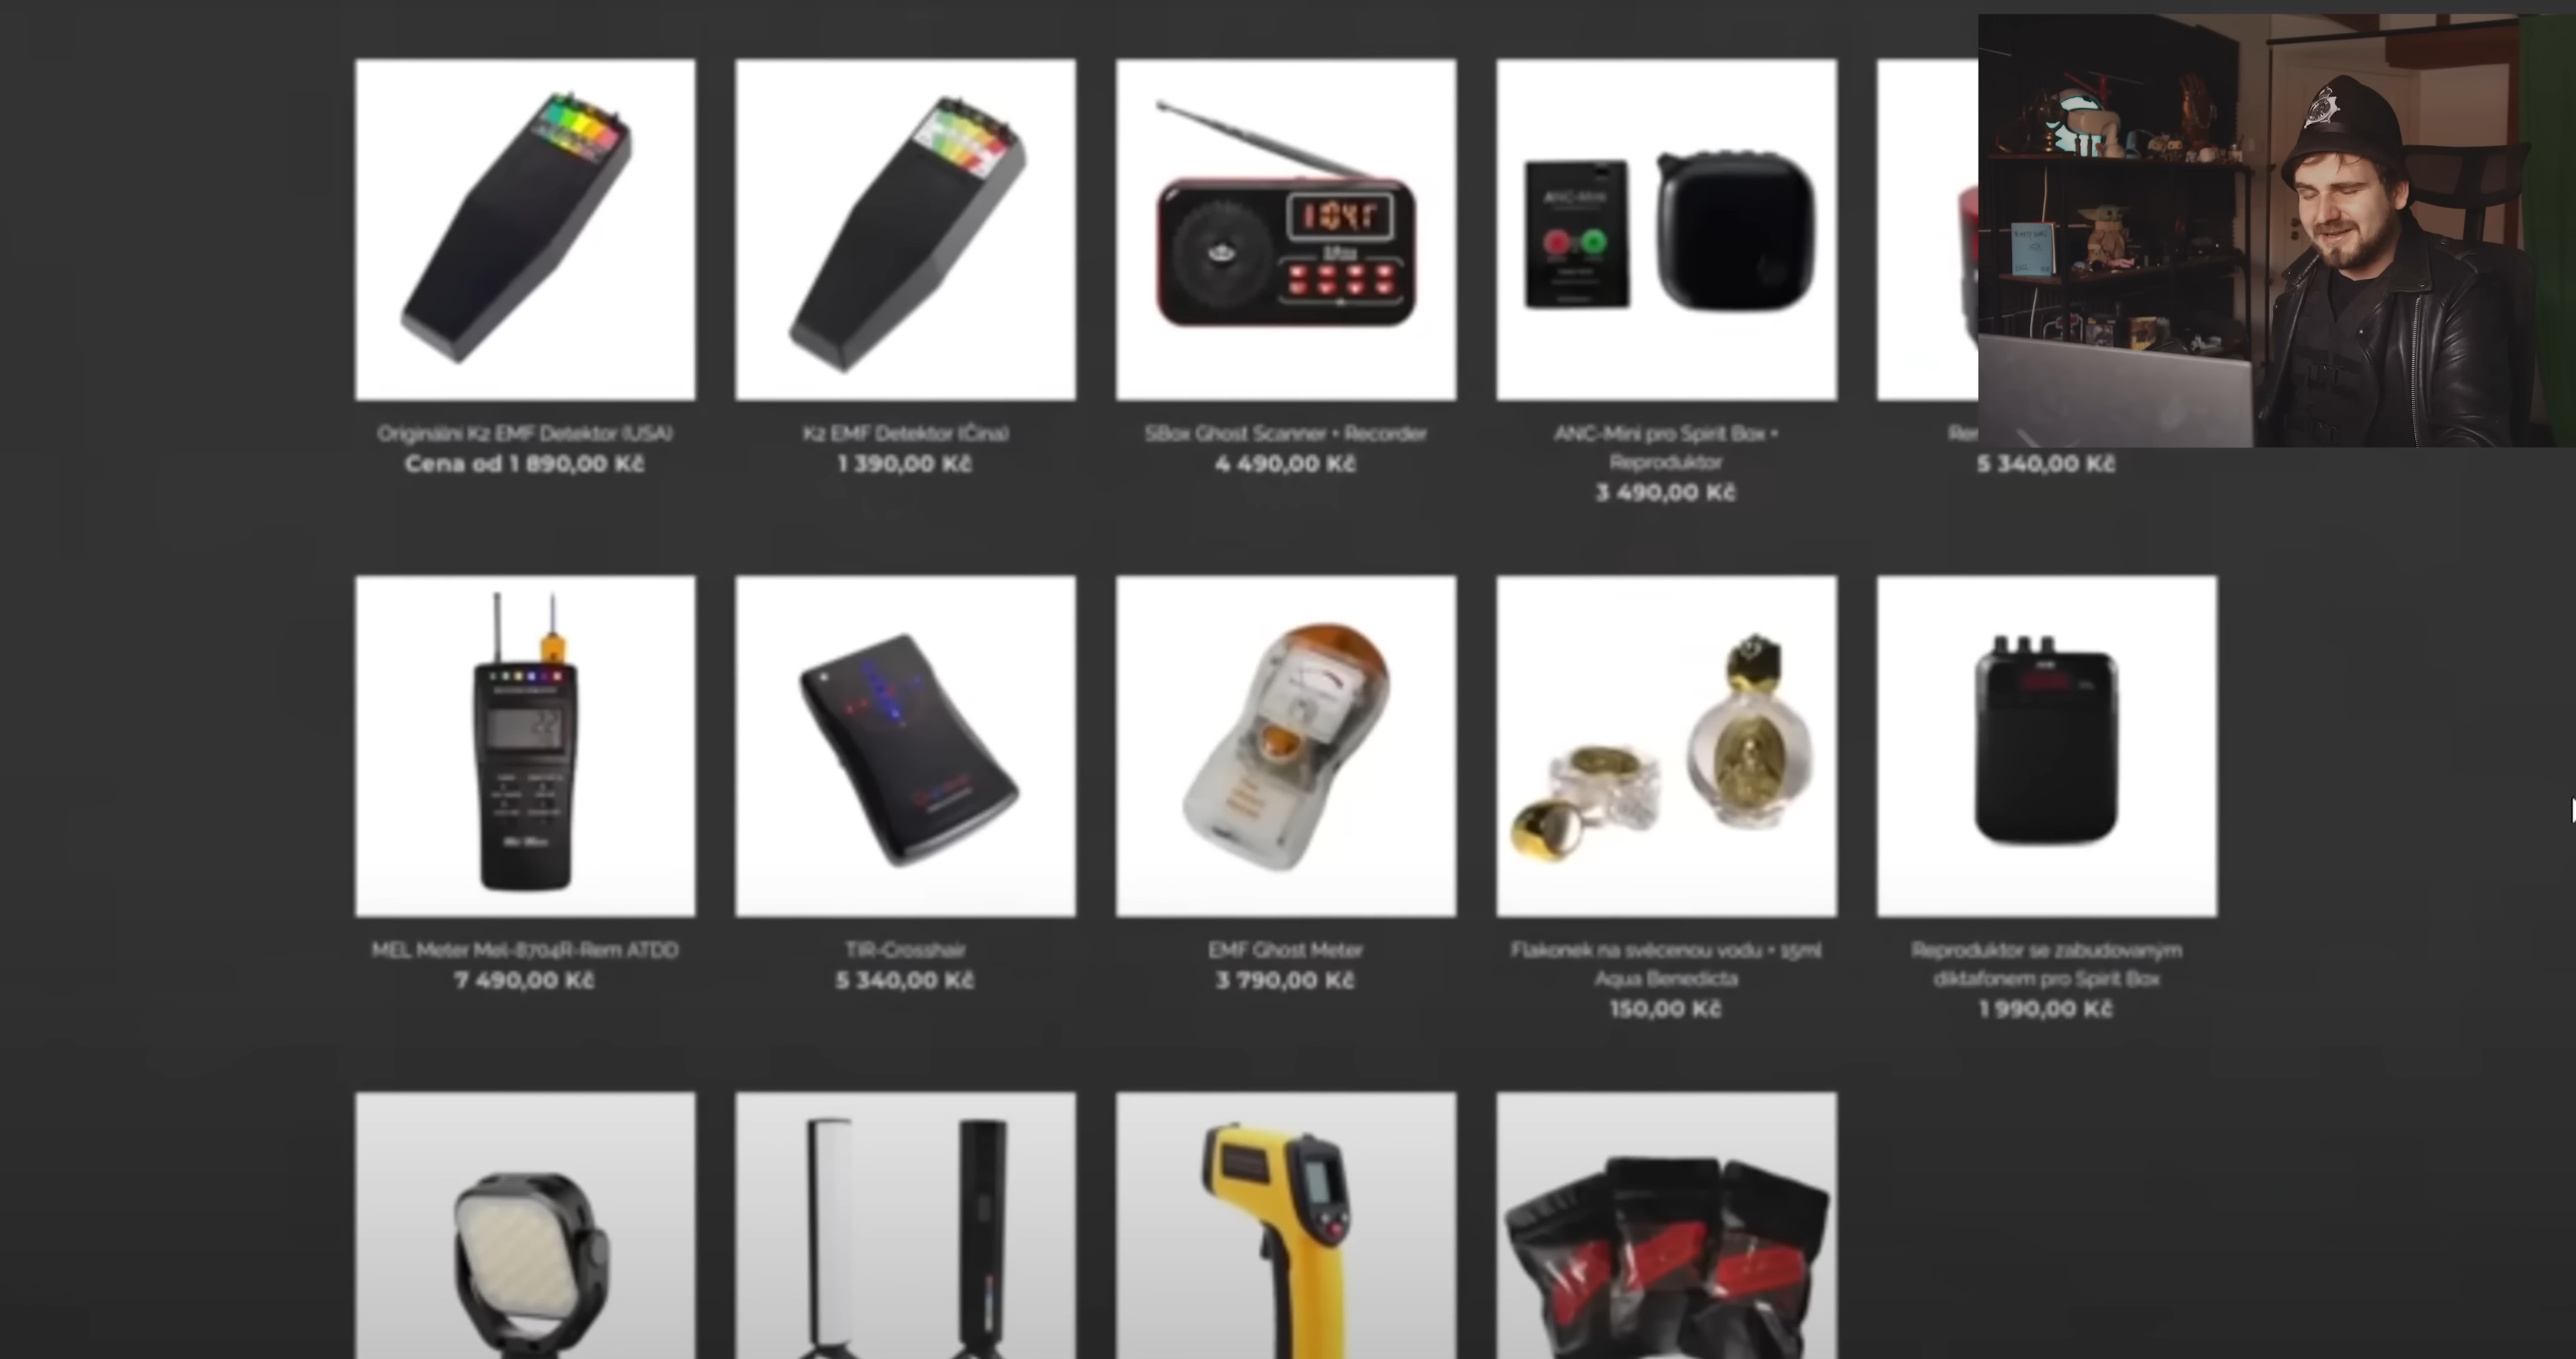 Originální K2 EMF Detektor (USA)
Cena od 1 890,00 Kč
K2 EMF Detektor (Čína)
1 390,00 Kč
SBox Ghost Scanner + Recorder
4 490,00 Kč
ANC-Mini pro Spirit Box +
Reproduktor
3 490,00 Kč
5 340,00 Kč
ANC-Mini
SBox
MEL Meter Mel-8704R-Rem ATDD
7 490,00 Kč
TIR-Crosshair
5 340,00 Kč
EMF Ghost Meter
3 790,00 Kč
Flakonek na svěcenou vodu + 15ml
Aqua Benedicta
150,00 Kč
Reproduktor se zabudovaným
diktafonem pro Spirit Box
1 990,00 Kč